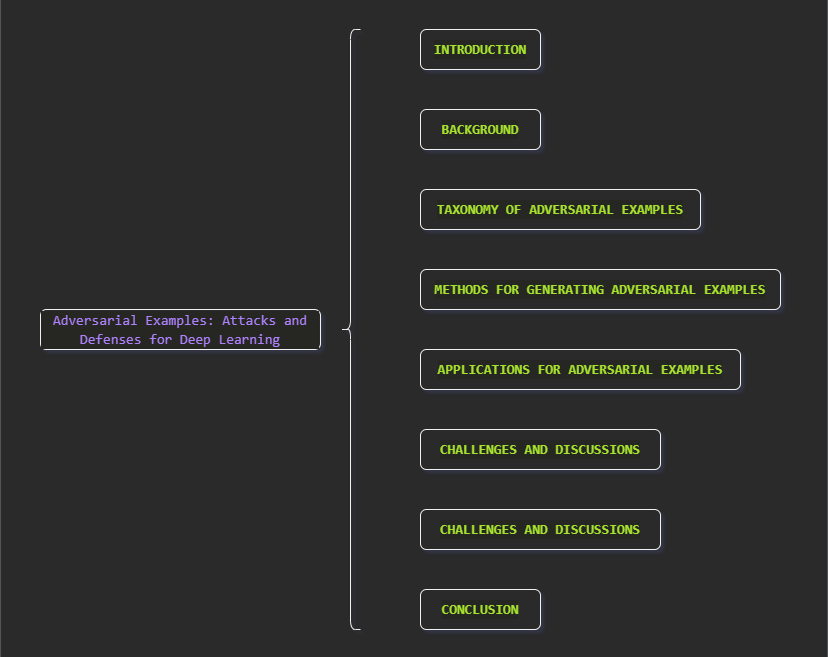 INTRODUCTION
BACKGROUND
TAXONOMY OF ADVERSARIAL EXAMPLES
METHODS FOR GENERATING ADVERSARIAL EXAMPLES
Adversarial Examples: Attacks and
Defenses for Deep Learning
APPLICATIONS FOR ADVERSARIAL EXAMPLES
CHALLENGES AND DISCUSSIONS
CHALLENGES AND DISCUSSIONS
CONCLUSION